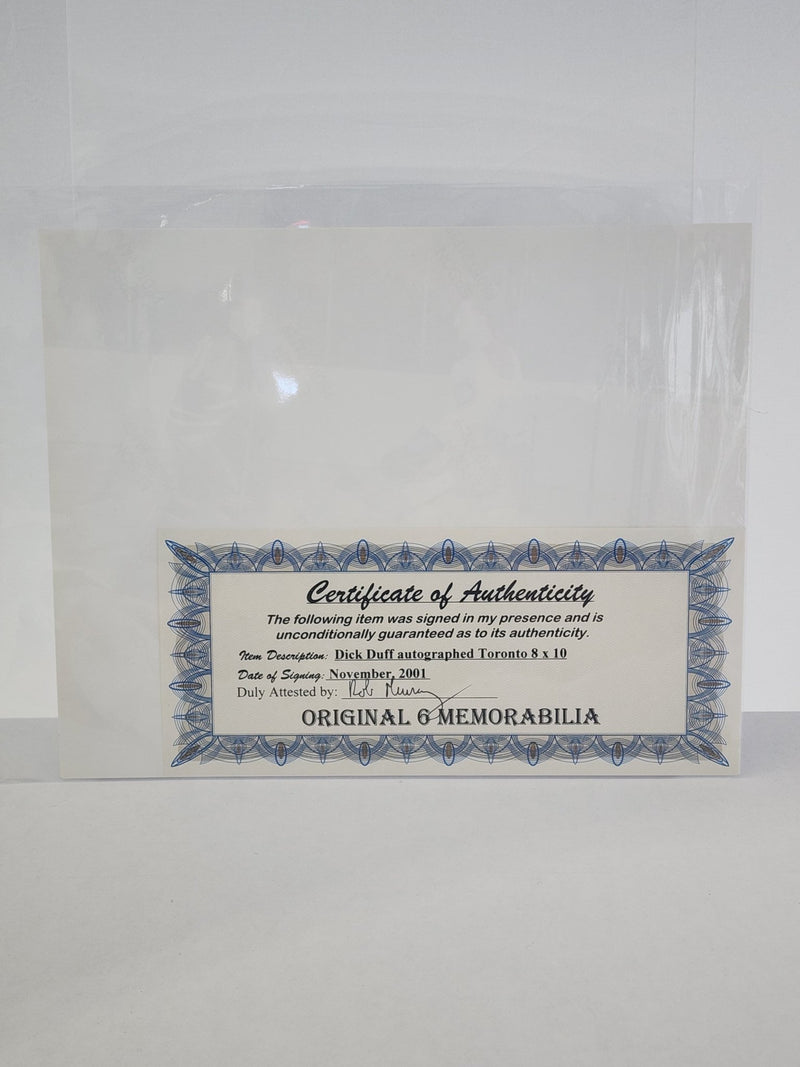 Certificate of Authenticity
The following item was signed in my presence and is
unconditionally guaranteed as to its authenticity.
Item Description: Dick Duff autographed Toronto 8 x 10
Date of Signing: November, 2001
Duly Attested by: Rob Murray
ORIGINAL 6 MEMORABILIA